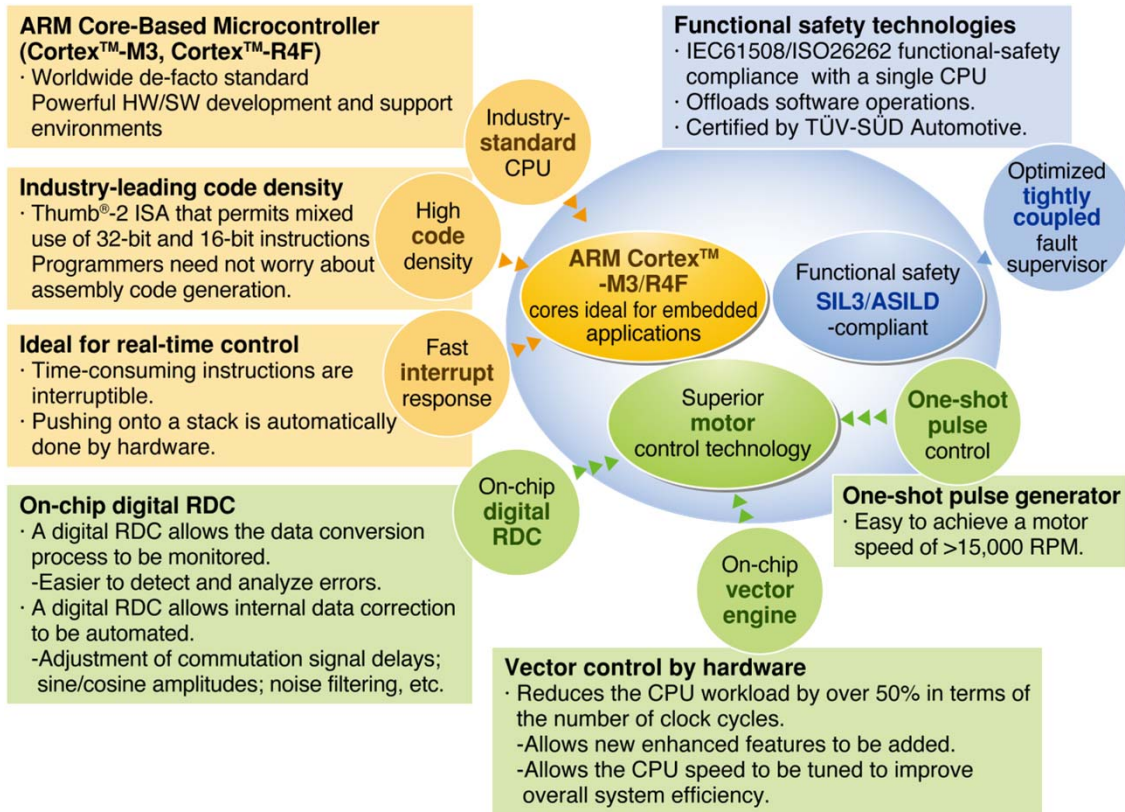 ARM Core-Based Microcontroller
(Cortex™-M3, Cortex™-R4F)
· Worldwide de-facto standard
Powerful HW/SW development and support
environments
Industry-
standard
CPU
Functional safety technologies
· IEC61508/ISO26262 functional-safety
compliance with a single CPU
· Offloads software operations.
· Certified by TÜV-SÜD Automotive.
Optimized
tightly
coupled
fault
supervisor
Industry-leading code density
· Thumb®-2 ISA that permits mixed
use of 32-bit and 16-bit instructions
Programmers need not worry about
assembly code generation.
High
code
density
ARM Cortex™
-M3/R4F
cores ideal for embedded
applications
Functional safety
SIL3/ASILD
-compliant
Ideal for real-time control
· Time-consuming instructions are
interruptible.
· Pushing onto a stack is automatically
done by hardware.
Fast
interrupt
response
Superior
motor
control technology
One-shot
pulse
control
On-chip digital RDC
· A digital RDC allows the data conversion
process to be monitored.
-Easier to detect and analyze errors.
· A digital RDC allows internal data correction
to be automated.
-Adjustment of commutation signal delays;
sine/cosine amplitudes; noise filtering, etc.
On-chip
digital
RDC
One-shot pulse generator
· Easy to achieve a motor
speed of >15,000 RPM.
On-chip
vector
engine
Vector control by hardware
· Reduces the CPU workload by over 50% in terms of
the number of clock cycles.
-Allows new enhanced features to be added.
-Allows the CPU speed to be tuned to improve
overall system efficiency.